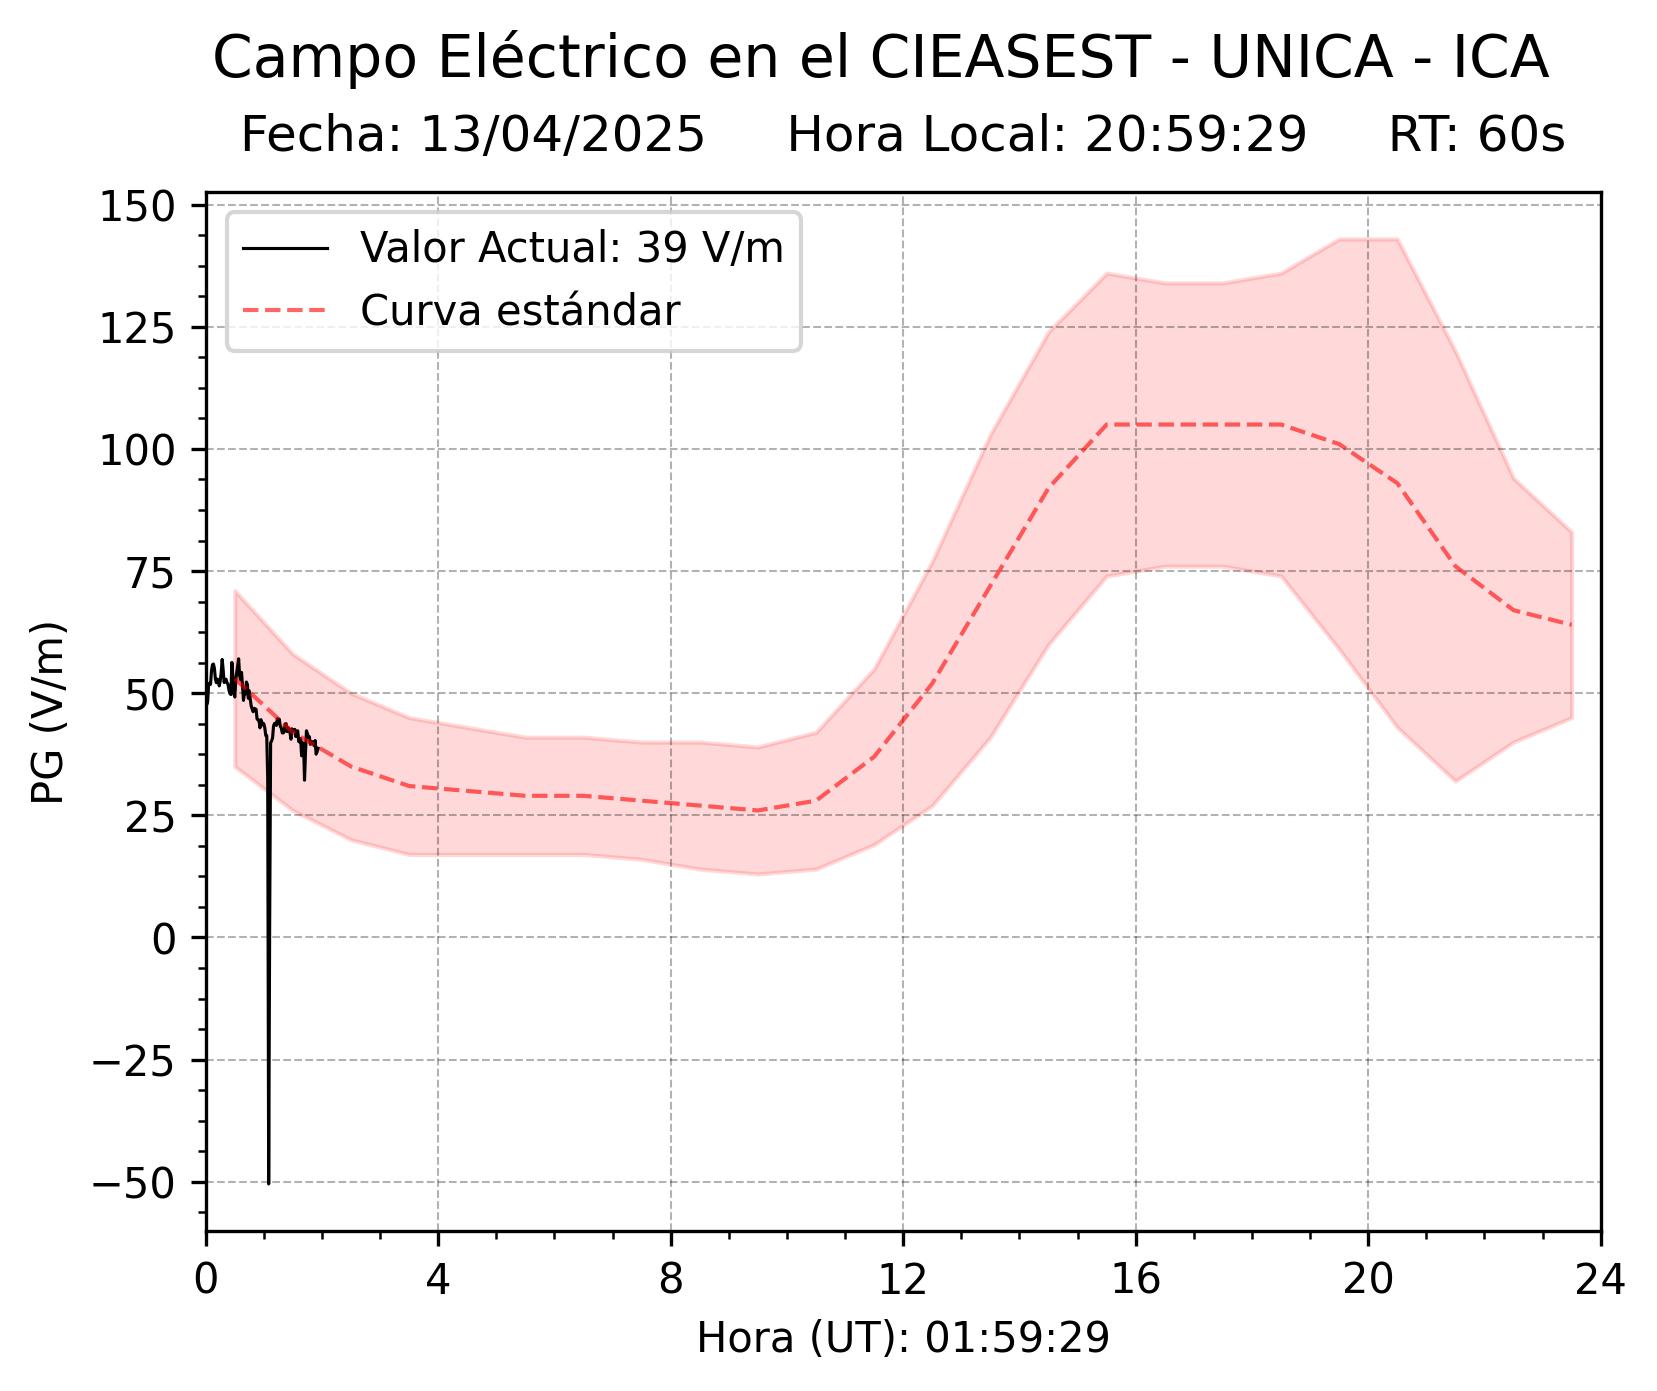 Campo Eléctrico en el CIEASEST - UNICA - ICA
Fecha: 13/04/2025 Hora Local: 20:59:29 RT: 60s
Valor Actual: 39 V/m
Curva estándar
150
125
100
75
50
25
0
−25
−50
PG (V/m)
0 4 8 12 16 20 24
Hora (UT): 01:59:29